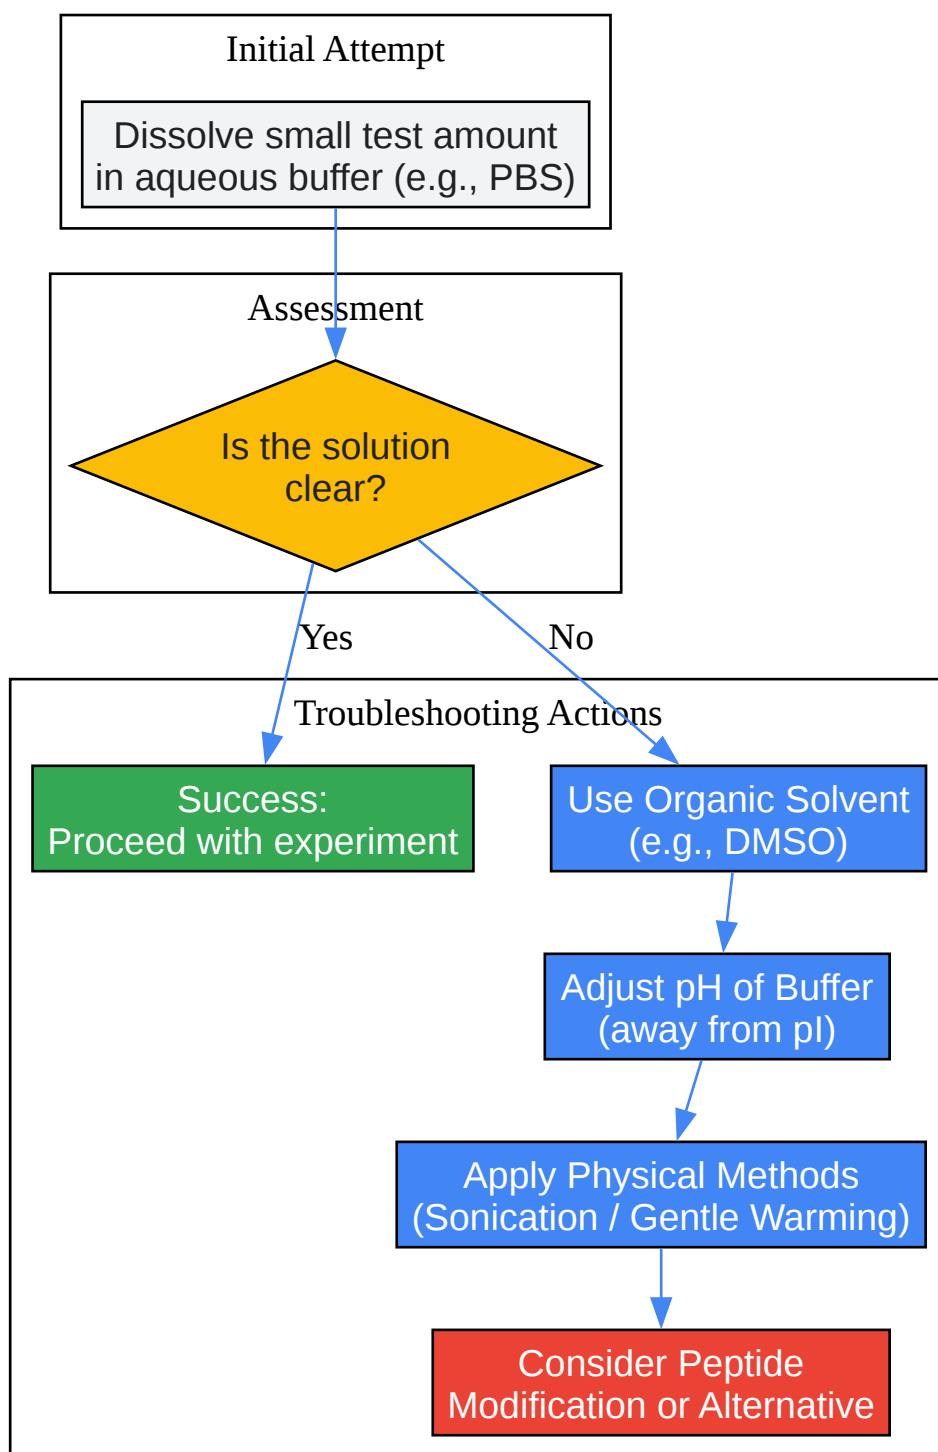 Initial Attempt
Dissolve small test amount
in aqueous buffer (e.g., PBS)
Assessment
Is the solution
clear?
Yes
No
Troubleshooting Actions
Success:
Proceed with experiment
Use Organic Solvent
(e.g., DMSO)
Adjust pH of Buffer
(away from pI)
Apply Physical Methods
(Sonication / Gentle Warming)
Consider Peptide
Modification or Alternative